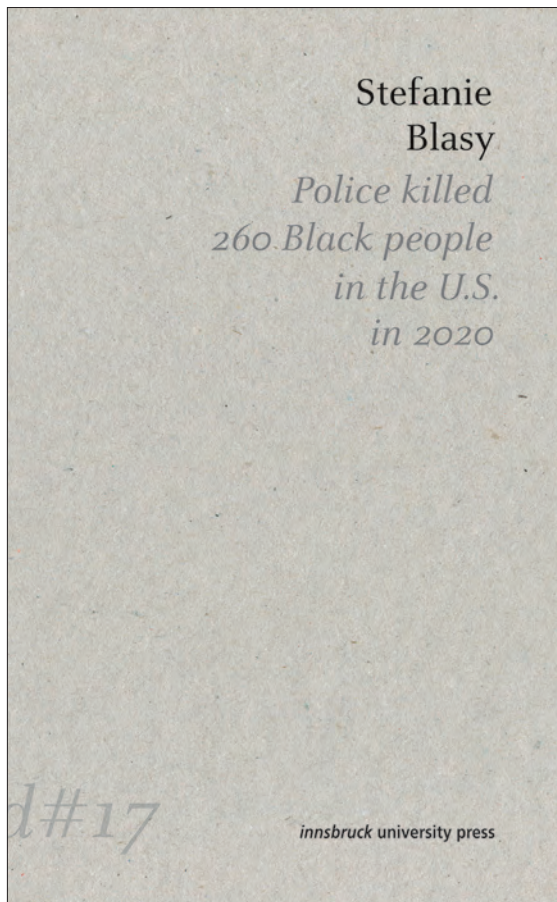 Stefanie
Blasy
Police killed
260 Black people
in the U.S.
in 2020
d#17
innsbruck university press